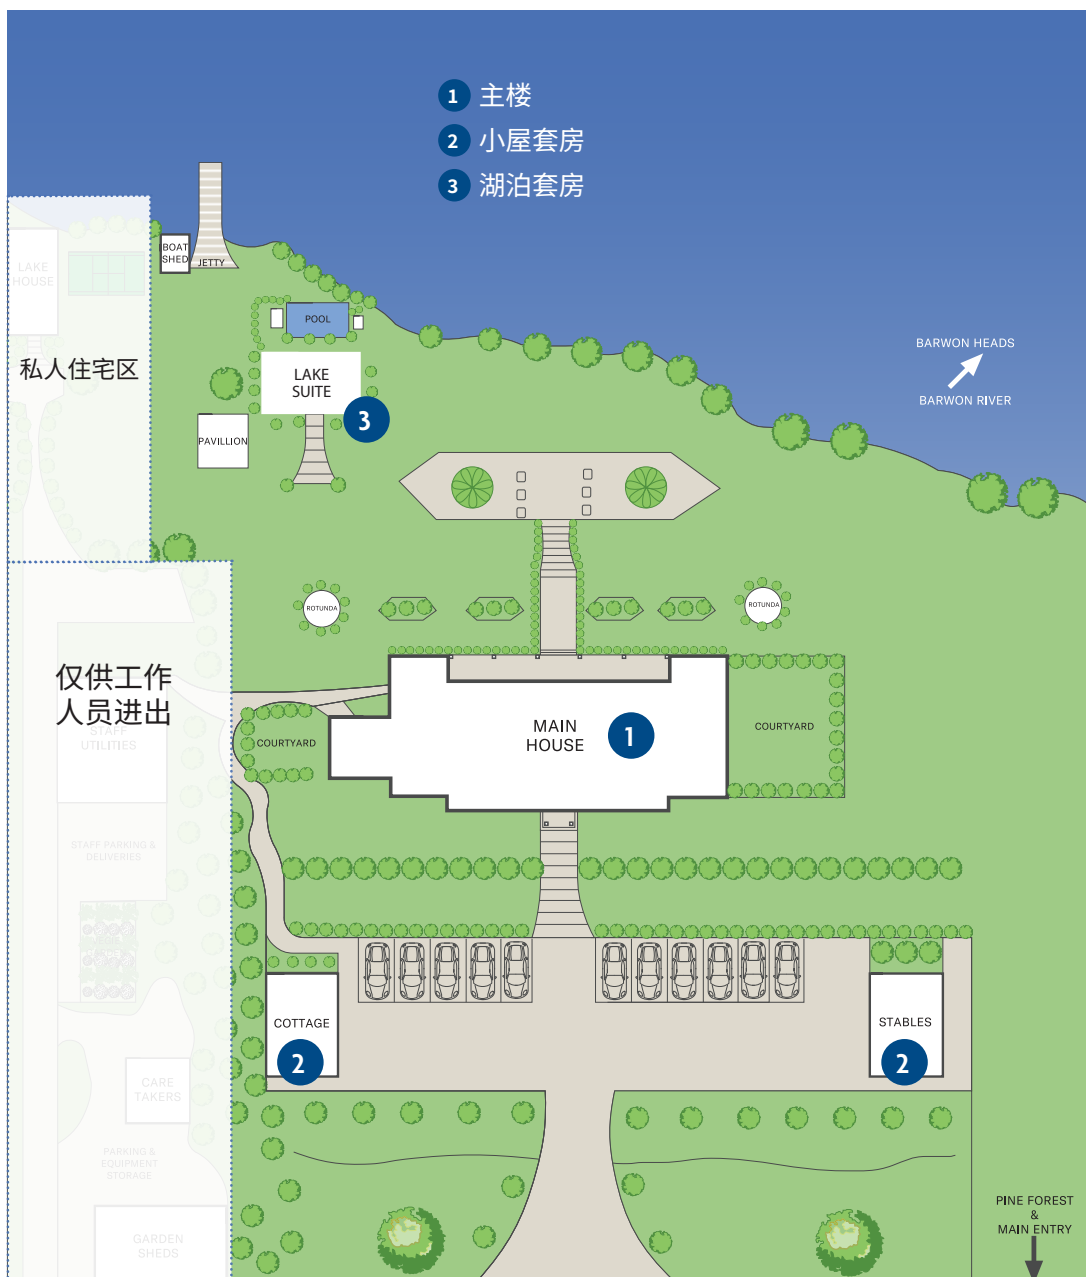 1 主楼
2 小屋套房
3 湖泊套房
BOAT
SHED
JETTY
LAKE
HOUSE
POOL
私人住宅区
LAKE
SUITE
3
PAVILLION
BARWON HEADS
BARWON RIVER
ROTUNDA
ROTUNDA
仅供工作
人员进出
STAFF
UTILITIES
COURTYARD
MAIN
HOUSE
1
COURTYARD
STAFF PARKING &
DELIVERIES
COTTAGE
2
STABLES
2
CARE
TAKERS
PARKING &
EQUIPMENT
STORAGE
GARDEN
SHEDS
PINE FOREST
&
MAIN ENTRY